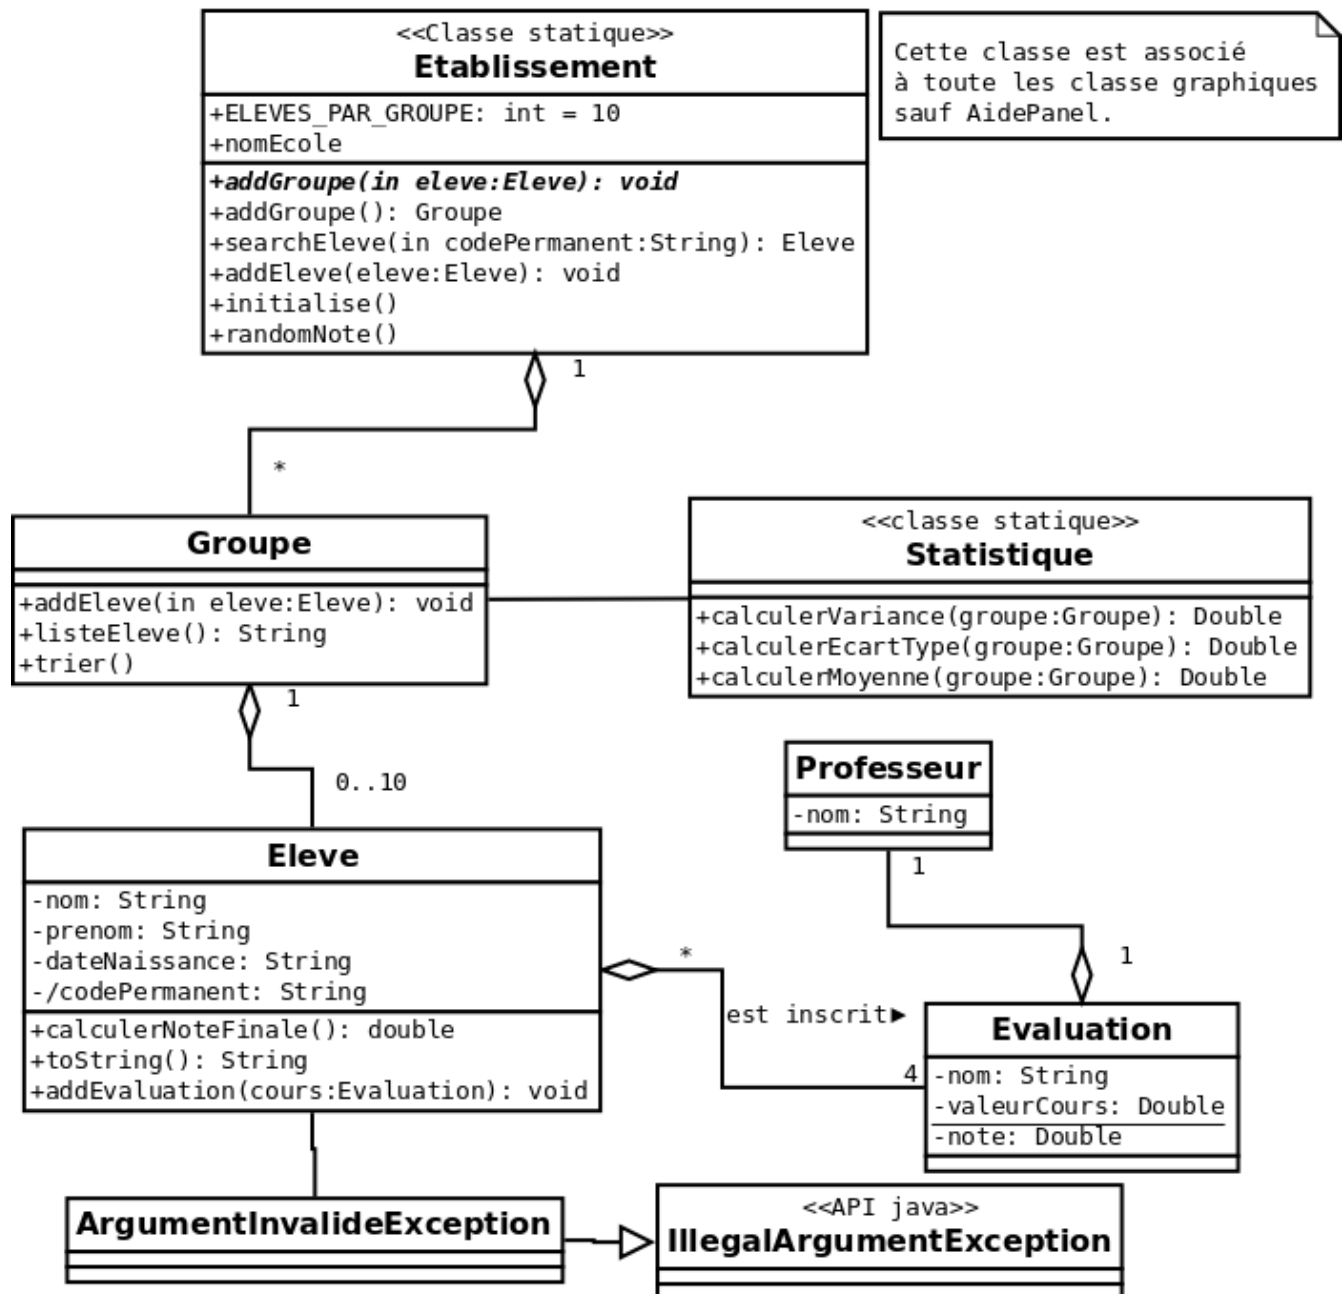 <<Classe statique>>
Etablissement
+ELEVES_PAR_GROUPE: int = 10
+nomEcole
+addGroupe(in eleve:Eleve): void
+addGroupe(): Groupe
+searchEleve(in codePermanent:String): Eleve
+addEleve(eleve:Eleve): void
+initialise()
+randomNote()
Cette classe est associé
à toute les classe graphiques
sauf AidePanel.
1
*
Groupe
+addEleve(in eleve:Eleve): void
+listeEleve(): String
+trier()
<<classe statique>>
Statistique
+calculerVariance(groupe:Groupe): Double
+calculerEcartType(groupe:Groupe): Double
+calculerMoyenne(groupe:Groupe): Double
1
0..10
Professeur
-nom: String
1
1
Eleve
-nom: String
-prenom: String
-dateNaissance: String
-/codePermanent: String
+calculerNoteFinale(): double
+toString(): String
+addEvaluation(cours:Evaluation): void
*
est inscrit►
4
Evaluation
-nom: String
-valeurCours: Double
-note: Double
ArgumentInvalideException
<<API java>>
IllegalArgumentException